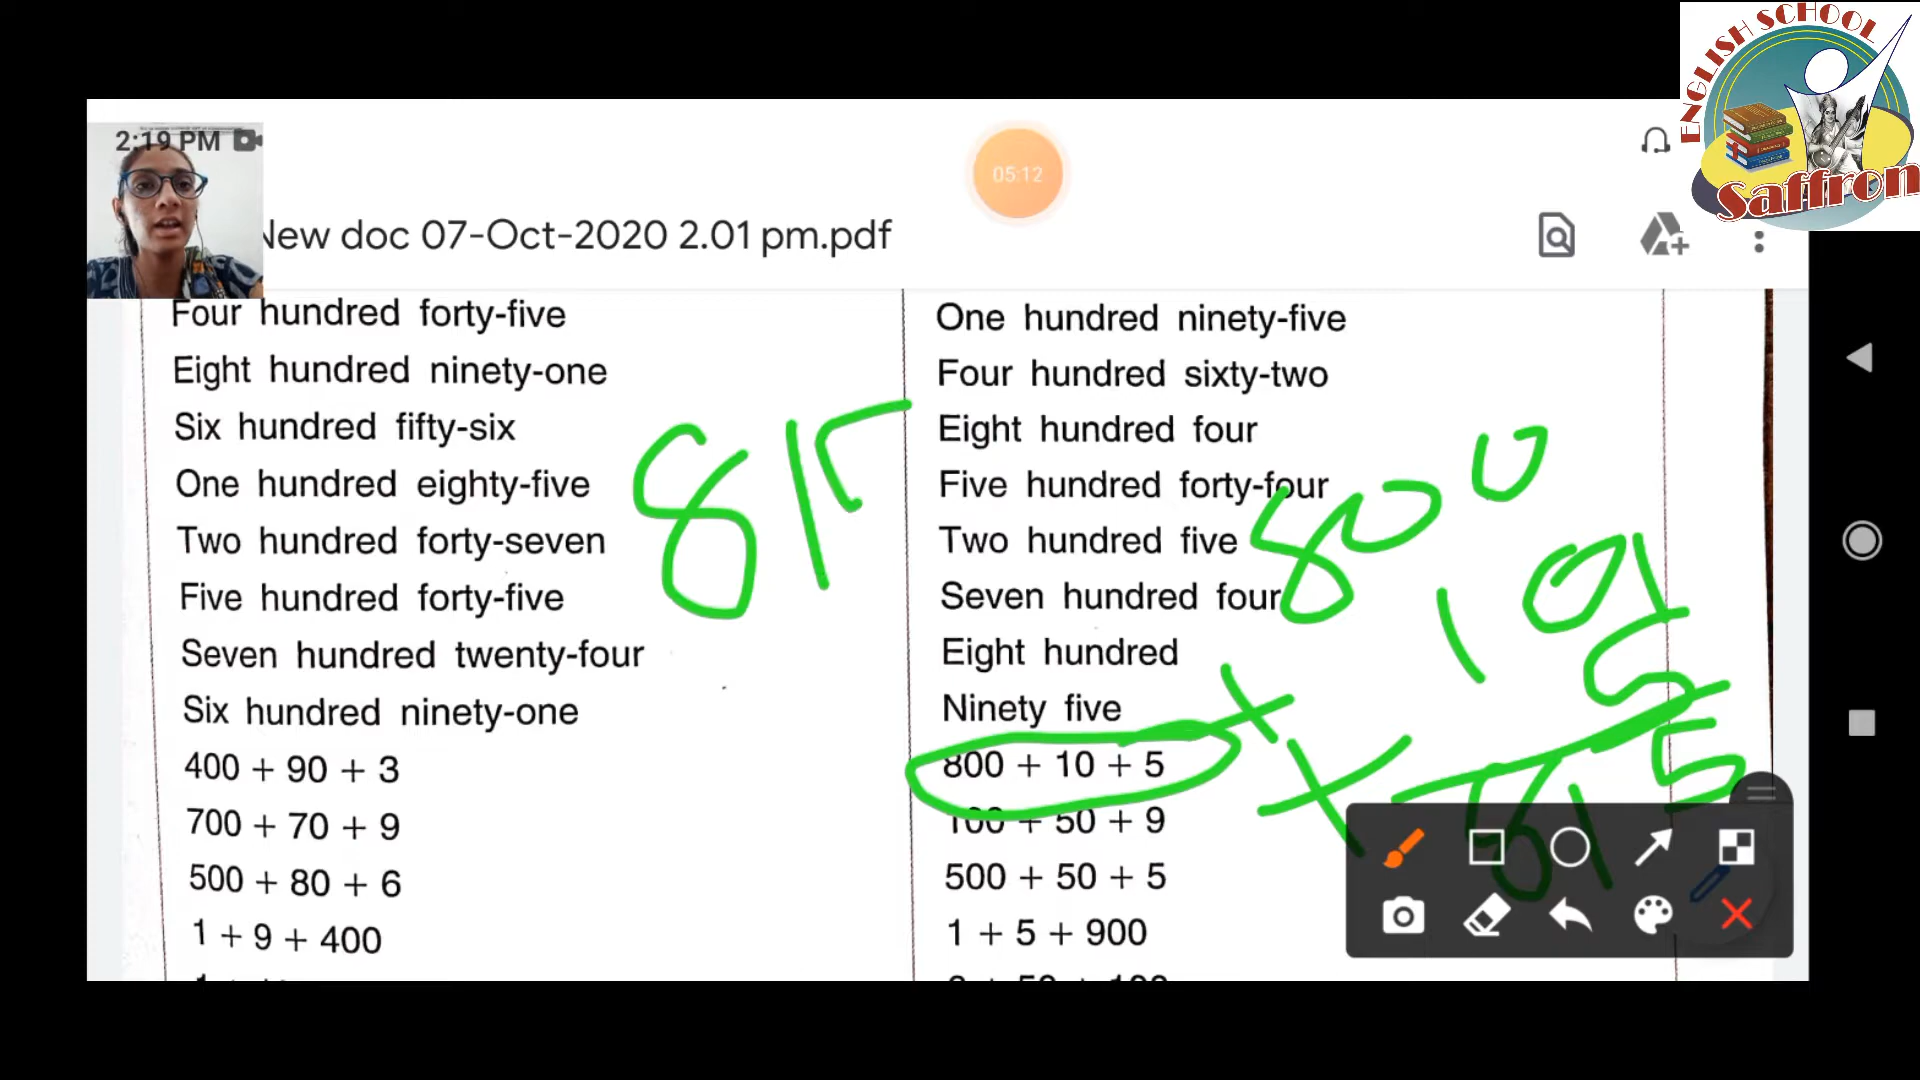 ENGLISH SCHOOL
Saffron
2:19 PM
05:12
New doc 07-Oct-2020 2.01 pm.pdf
Four hundred forty-five
Eight hundred ninety-one
Six hundred fifty-six
One hundred eighty-five
Two hundred forty-seven
Five hundred forty-five
Seven hundred twenty-four
Six hundred ninety-one
400 + 90 + 3
700 + 70 + 9
500 + 80 + 6
1 + 9 + 400
815
One hundred ninety-five
Four hundred sixty-two
Eight hundred four
Five hundred forty-four
Two hundred five
Seven hundred four
Eight hundred
Ninety five
800 + 10 + 5
100 + 50 + 9
500 + 50 + 5
1 + 5 + 900
800
+ 10
+ 5
815